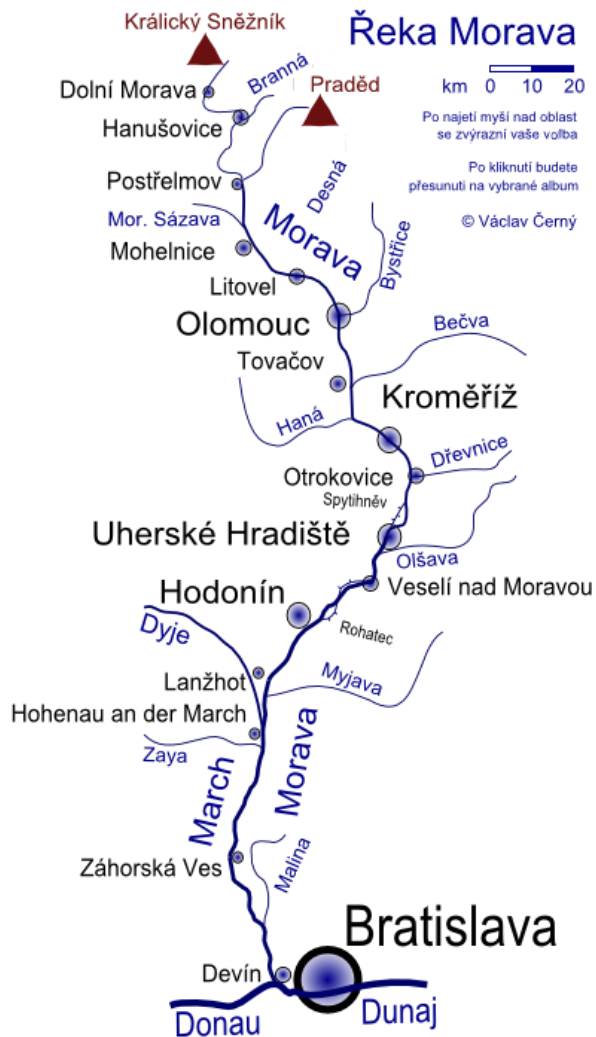 Králický Sněžník
Řeka Morava
Branná
Praděd
km 0 10 20
Dolní Morava
Hanušovice
Po najetí myší nad oblast
se zvýrazní vaše volba
Postřelmov
Po kliknutí budete
přesunuti na vybrané album
Desná
Mor. Sázava
Morava
© Václav Černý
Mohelnice
Bystřice
Litovel
Olomouc
Bečva
Tovačov
Kroměříž
Haná
Dřevnice
Otrokovice
Spytihněv
Uherské Hradiště
Olšava
Veselí nad Moravou
Hodonín
Dyje
Rohatec
Lanžhot
Myjava
Hohenau an der March
Zaya
March
Morava
Malina
Záhorská Ves
Bratislava
Devín
Donau
Dunaj